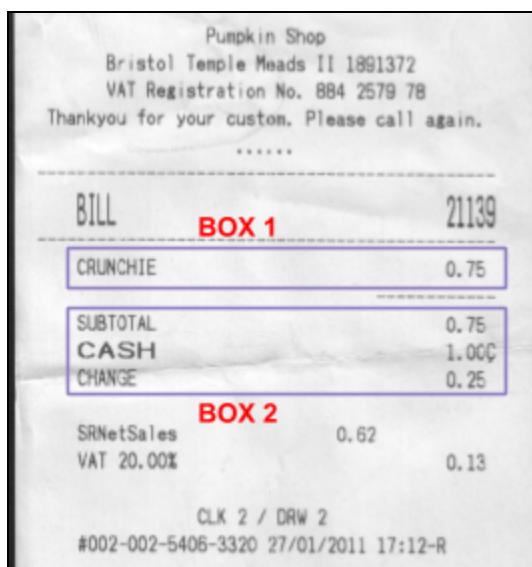 Pumpkin Shop
Bristol Temple Meads II 1891372
VAT Registration No. 884 2579 78
Thankyou for your custom. Please call again.
......
BILL 21139
BOX 1
CRUNCHIE 0.75
SUBTOTAL 0.75
CASH 1.00Ç
CHANGE 0.25
BOX 2
SRNetSales 0.62
VAT 20.00% 0.13
CLK 2 / DRW 2
#002-002-5406-3320 27/01/2011 17:12-R